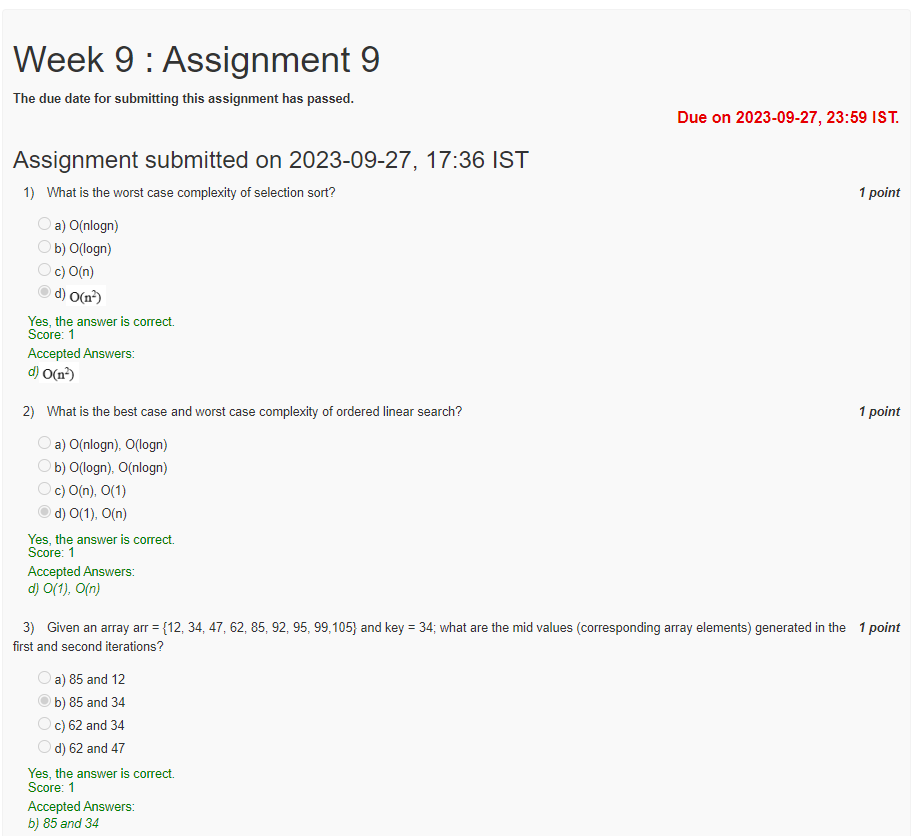 Week 9 : Assignment 9
The due date for submitting this assignment has passed.
Due on 2023-09-27, 23:59 IST.
Assignment submitted on 2023-09-27, 17:36 IST
1) What is the worst case complexity of selection sort? 1 point
a) O(nlogn)
b) O(logn)
c) O(n)
d) O(n²)
Yes, the answer is correct.
Score: 1
Accepted Answers:
d) O(n²)
2) What is the best case and worst case complexity of ordered linear search? 1 point
a) O(nlogn), O(logn)
b) O(logn), O(nlogn)
c) O(n), O(1)
d) O(1), O(n)
Yes, the answer is correct.
Score: 1
Accepted Answers:
d) O(1), O(n)
3) Given an array arr = {12, 34, 47, 62, 85, 92, 95, 99,105} and key = 34; what are the mid values (corresponding array elements) generated in the 1 point
first and second iterations?
a) 85 and 12
b) 85 and 34
c) 62 and 34
d) 62 and 47
Yes, the answer is correct.
Score: 1
Accepted Answers:
b) 85 and 34